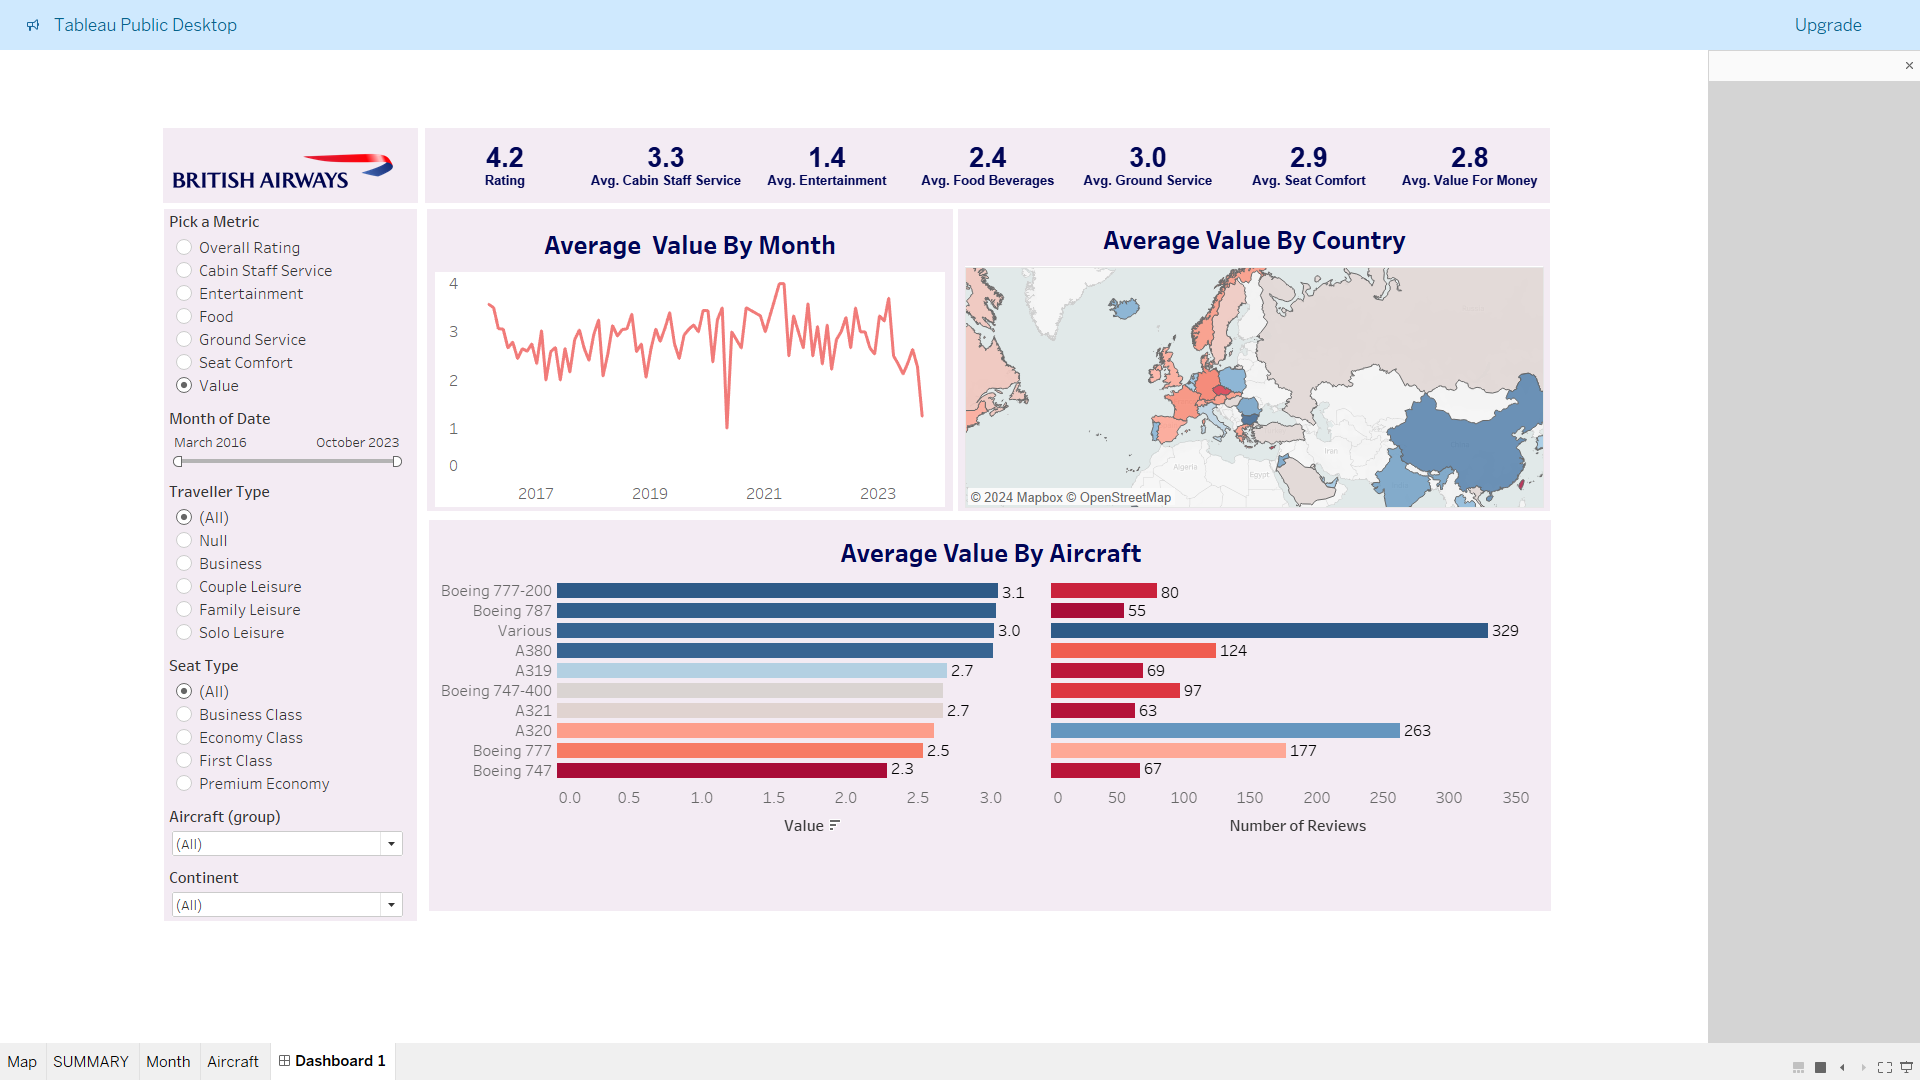 Tableau Public Desktop
Upgrade
BRITISH AIRWAYS
4.2
Rating
3.3
Avg. Cabin Staff Service
1.4
Avg. Entertainment
2.4
Avg. Food Beverages
3.0
Avg. Ground Service
2.9
Avg. Seat Comfort
2.8
Avg. Value For Money
Pick a Metric
Overall Rating
Cabin Staff Service
Entertainment
Food
Ground Service
Seat Comfort
Value
Month of Date
March 2016
October 2023
Traveller Type
(All)
Null
Business
Couple Leisure
Family Leisure
Solo Leisure
Seat Type
(All)
Business Class
Economy Class
First Class
Premium Economy
Aircraft (group)
(All)
Continent
(All)
Average Value By Month
4
3
2
1
0
2017
2019
2021
2023
Average Value By Country
Algeria
Egypt
Iran
© 2024 Mapbox © OpenStreetMap
Average Value By Aircraft
Boeing 777-200 3.1 80
Boeing 787 55
Various 3.0 329
A380 124
A319 2.7 69
Boeing 747-400 97
A321 2.7 63
A320 263
Boeing 777 2.5 177
Boeing 747 2.3 67
0.0 0.5 1.0 1.5 2.0 2.5 3.0
0 50 100 150 200 250 300 350
Value
Number of Reviews
Map
SUMMARY
Month
Aircraft
Dashboard 1